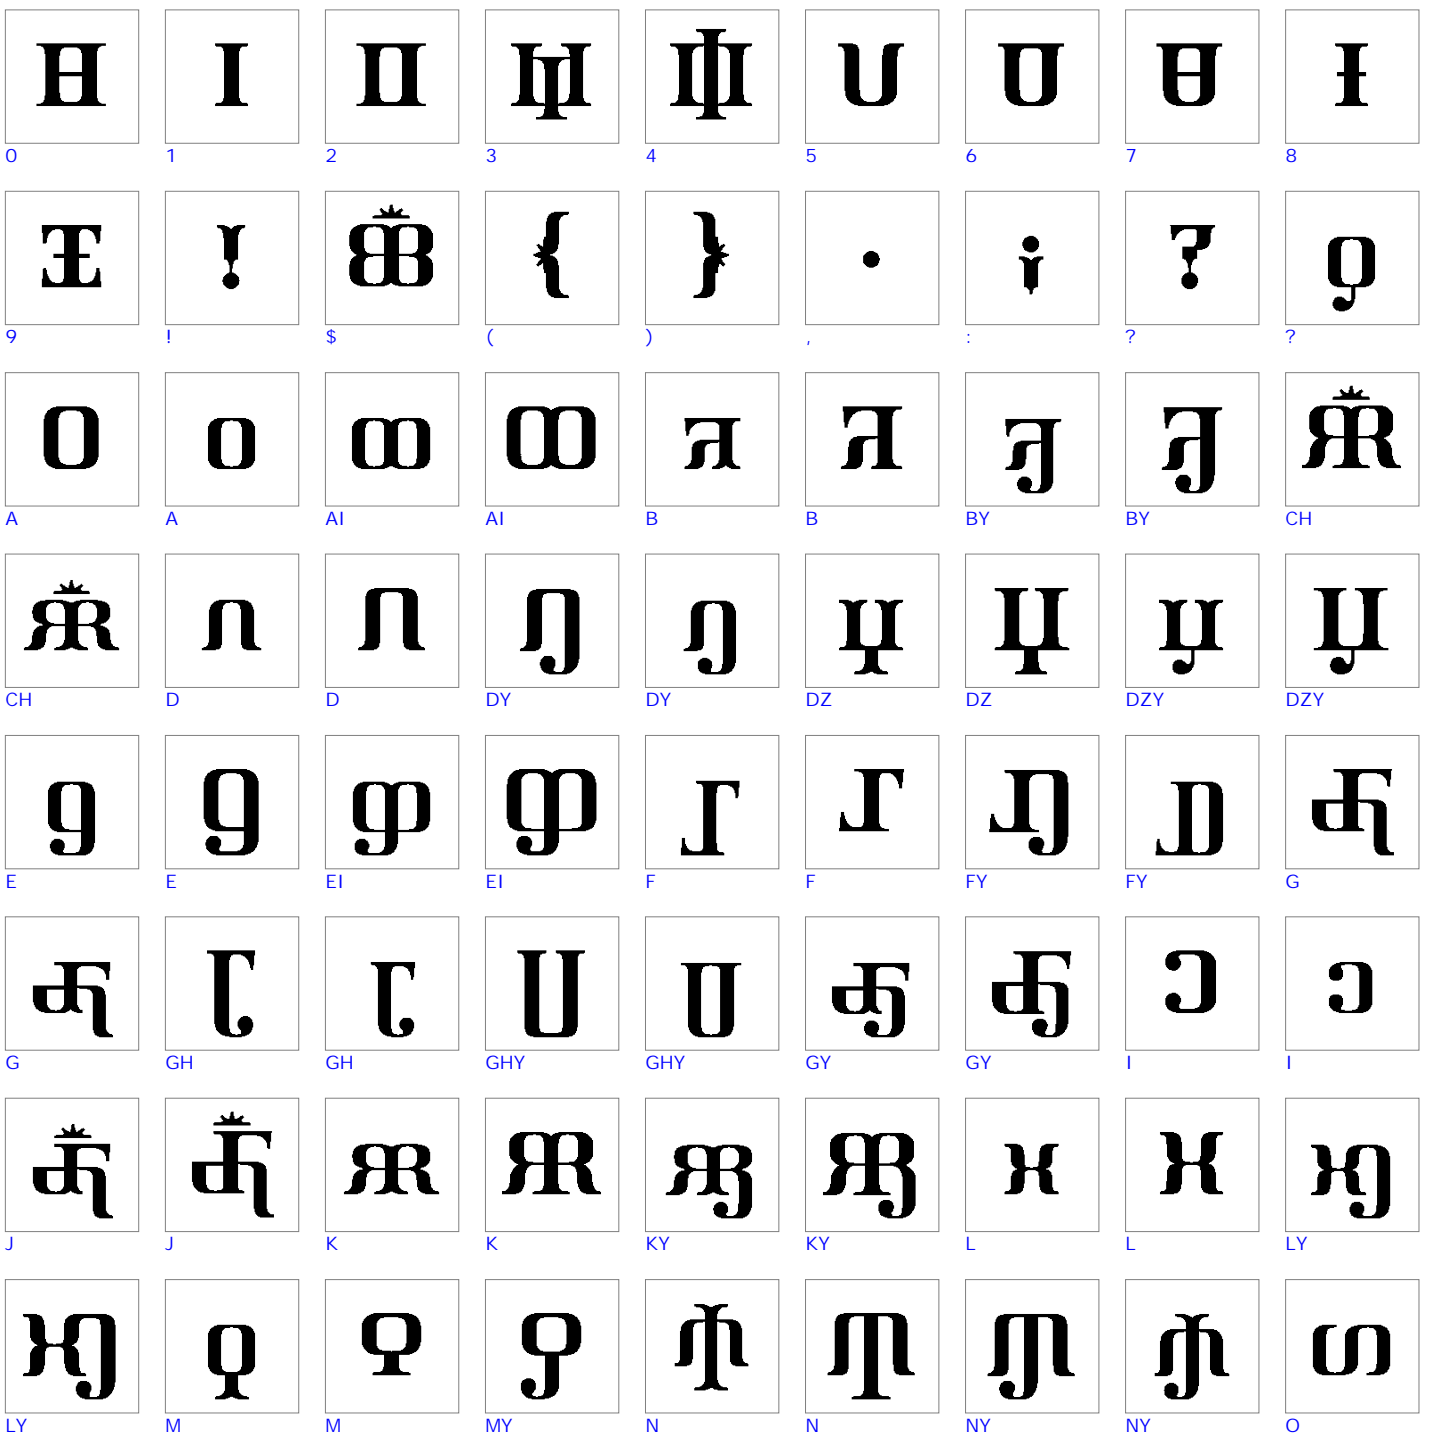 0 1 2 3 4 5 6 7 8
9 ! $ ( ) , : ? ?
A A AI AI B B BY BY CH
CH D D DY DY DZ DZ DZY DZY
E E EI EI F F FY FY G
G GH GH GHY GHY GY GY I I
J J K K KY KY L L LY
LY M M MY N N NY NY O